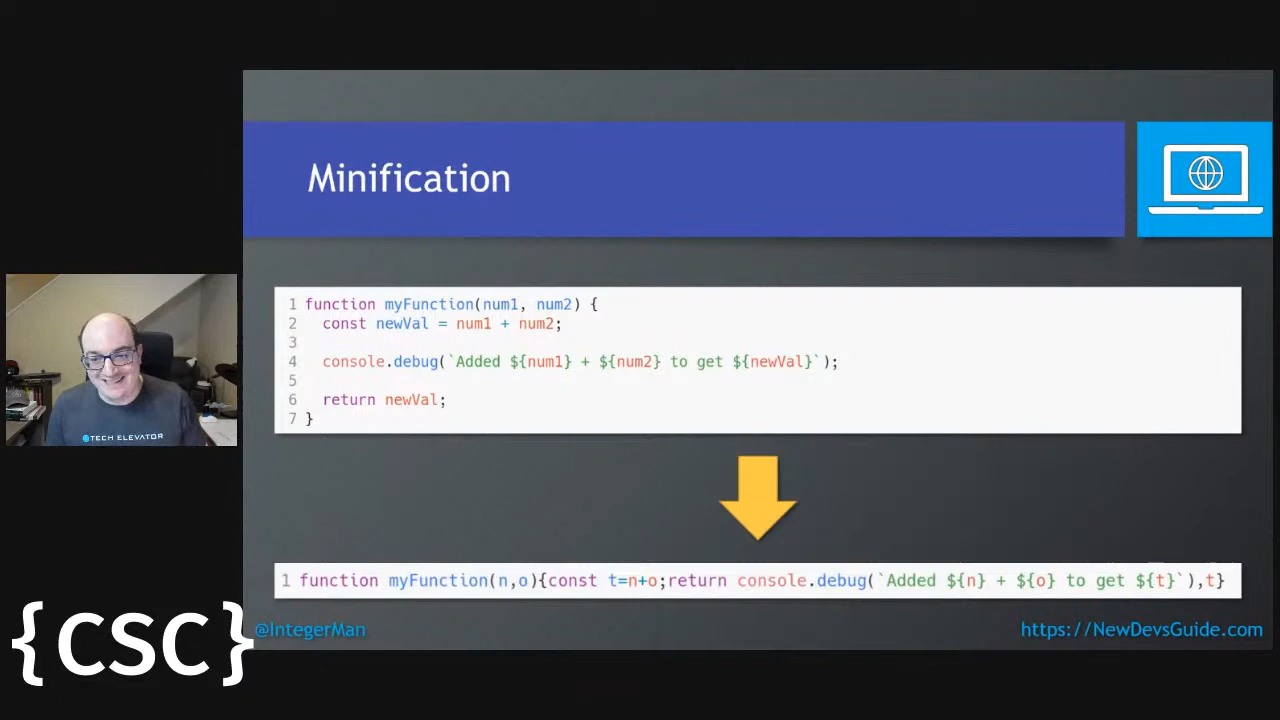 Minification
1 function myFunction(num1, num2) {
2   const newVal = num1 + num2;
3
4   console.debug(`Added ${num1} + ${num2} to get ${newVal}`);
5
6   return newVal;
7 }
1 function myFunction(n,o){const t=n+o;return console.debug(`Added ${n} + ${o} to get ${t}`),t}
TECH ELEVATOR
{CSC}
@IntegerMan
https://NewDevsGuide.com